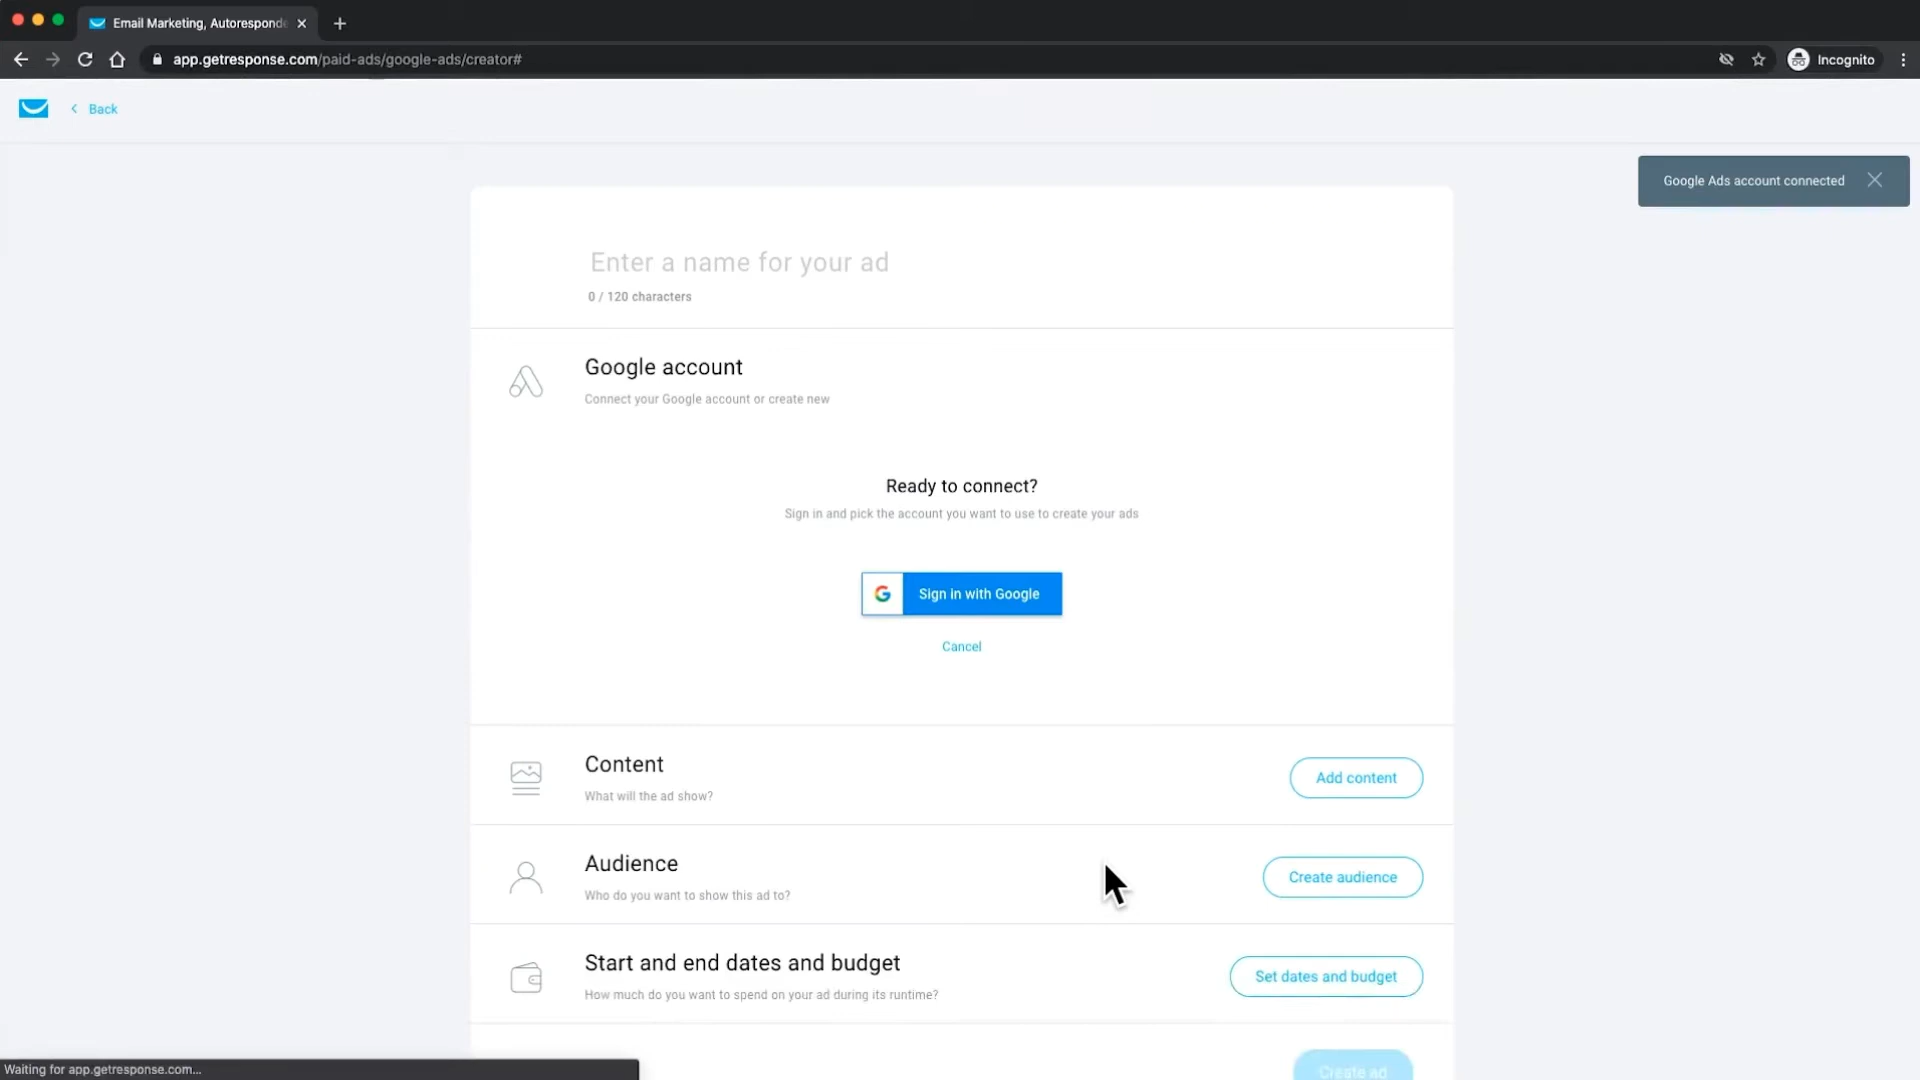 Email Marketing, Autoresponde
app.getresponse.com/paid-ads/google-ads/creator#
Incognito
Back
Google Ads account connected
Enter a name for your ad
0 / 120 characters
Google account
Connect your Google account or create new
Ready to connect?
Sign in and pick the account you want to use to create your ads
G Sign in with Google
Cancel
Content
What will the ad show?
Add content
Audience
Who do you want to show this ad to?
Create audience
Start and end dates and budget
How much do you want to spend on your ad during its runtime?
Set dates and budget
Create ad
Waiting for app.getresponse.com...